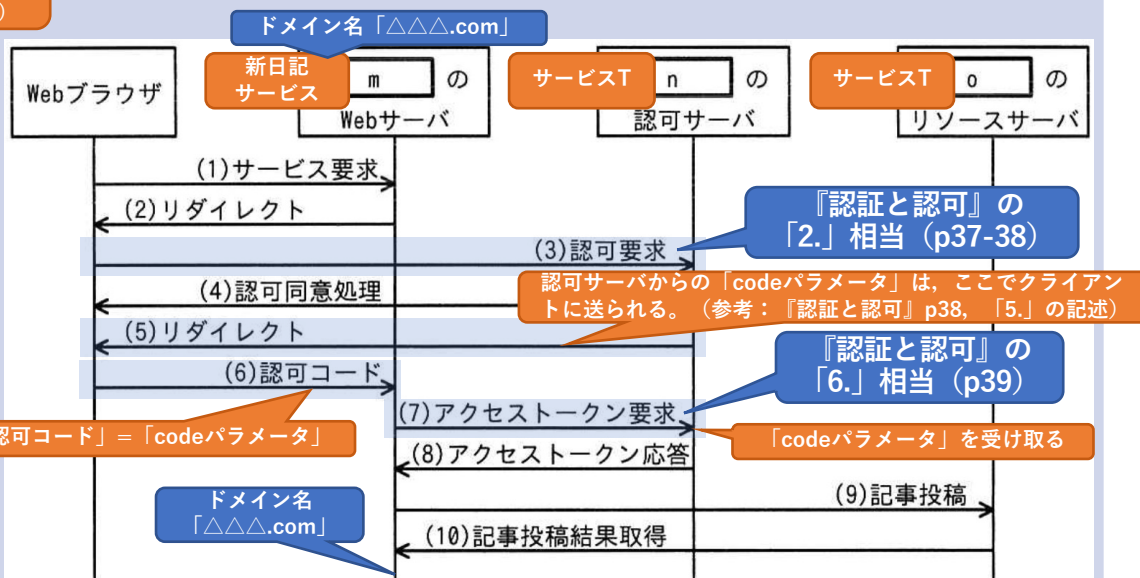 ）
ドメイン名「△△△.com」
Webブラウザ
新日記
サービス
m の
Webサーバ
サービスT
n の
認可サーバ
サービスT
o の
リソースサーバ
(1)サービス要求
(2)リダイレクト
『認証と認可』の
「2.」相当（p37-38）
(3)認可要求
認可サーバからの「codeパラメータ」は，ここでクライアン
トに送られる。（参考：『認証と認可』p38，「5.」の記述）
(4)認可同意処理
(5)リダイレクト
『認証と認可』の
「6.」相当（p39）
(6)認可コード
(7)アクセストークン要求
可コード」＝「codeパラメータ」
「codeパラメータ」を受け取る
(8)アクセストークン応答
(9)記事投稿
ドメイン名
「△△△.com」
(10)記事投稿結果取得